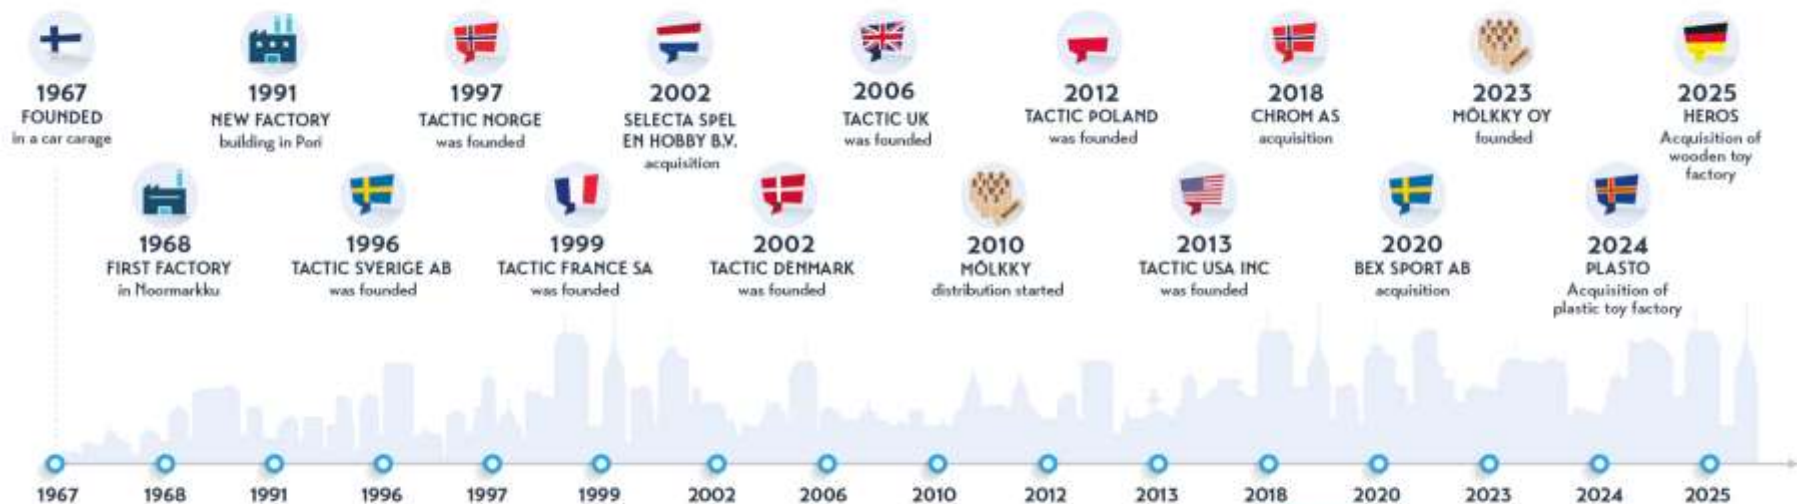 1967
FOUNDED
in a car carage
1991
NEW FACTORY
building in Pori
1997
TACTIC NORGE
was founded
2002
SELECTA SPEL
EN HOBBY B.V.
acquisition
2006
TACTIC UK
was founded
2012
TACTIC POLAND
was founded
2018
CHROM AS
acquisition
2023
MÖLKKY OY
founded
2025
HEROS
Acquisition of
wooden toy
factory
1968
FIRST FACTORY
in Noormarkku
1996
TACTIC SVERIGE AB
was founded
1999
TACTIC FRANCE SA
was founded
2002
TACTIC DENMARK
was founded
2010
MÖLKKY
distribution started
2013
TACTIC USA INC
was founded
2020
BEX SPORT AB
acquisition
2024
PLASTO
Acquisition of
plastic toy factory
1967 1968 1991 1996 1997 1999 2002 2006 2010 2012 2013 2018 2020 2023 2024 2025